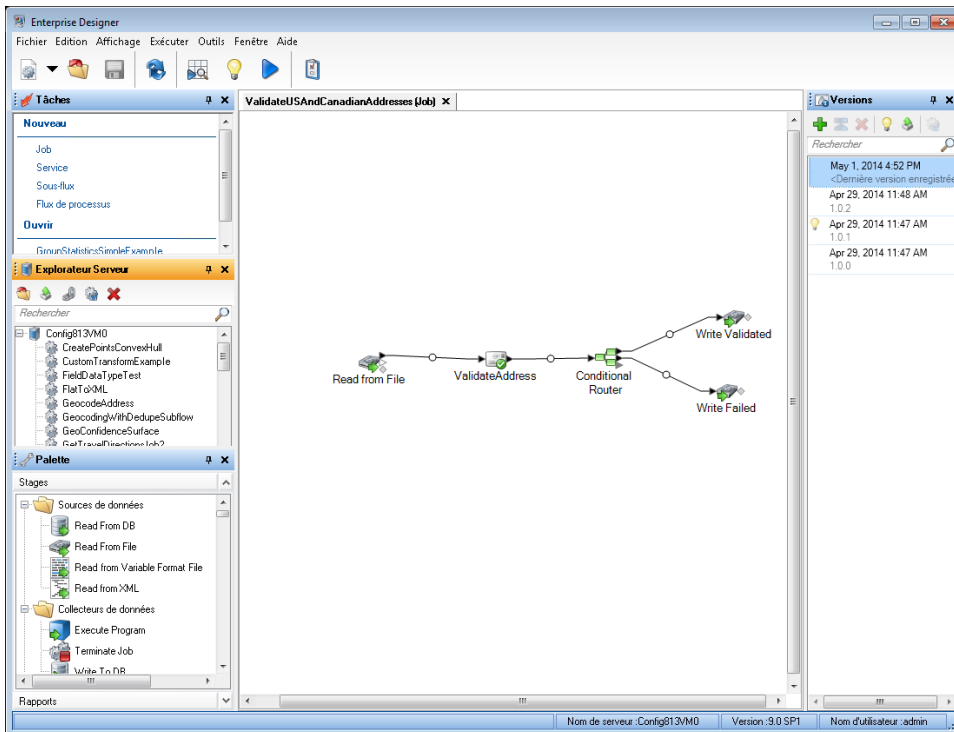 Enterprise Designer
Fichier Edition Affichage Exécuter Outils Fenêtre Aide
Tâches
Nouveau
Job
Service
Sous-flux
Flux de processus
Ouvrir
GroupStatisticsSimpleExample
Explorateur Serveur
Rechercher
Config813VM0
CreatePointsConvexHull
CustomTransformExample
FieldDataTypeTest
FlatToXML
GeocodeAddress
GeocodingWithDedupeSubflow
GeoConfidenceSurface
GetTravelDirectionsJob2
Palette
Stages
Sources de données
Read From DB
Read From File
Read from Variable Format File
Read from XML
Collecteurs de données
Execute Program
Terminate Job
Write To DB
Rapports
ValidateUSAndCanadianAddresses (Job)
Read from File
ValidateAddress
Conditional
Router
Write Validated
Write Failed
Versions
Rechercher
May 1, 2014 4:52 PM
<Dernière version enregistrée
Apr 29, 2014 11:48 AM
1.0.2
Apr 29, 2014 11:47 AM
1.0.1
Apr 29, 2014 11:47 AM
1.0.0
Nom de serveur :Config813VM0 Version :9.0 SP1 Nom d'utilisateur :admin